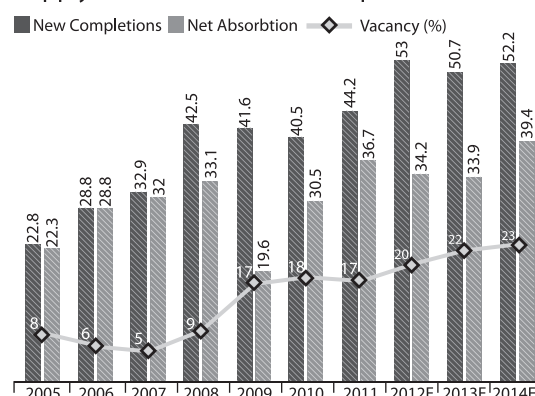 New Completions Net Absorbtion Vacancy (%)
22.8 22.3 28.8 28.8 32.9 32 42.5 33.1 41.6 19.6 40.5 30.5 44.2 36.7 53 34.2 50.7 33.9 52.2 39.4
8 6 5 9 17 18 17 20 22 23
2005 2006 2007 2008 2009 2010 2011 2012F 2013F 2014F